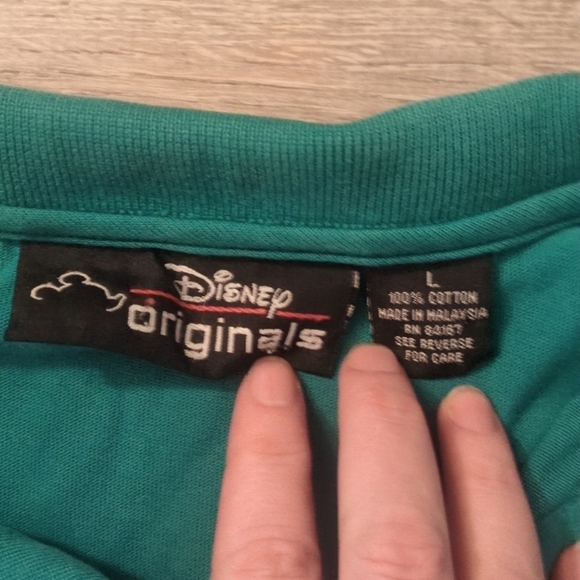 Disney
originals
L
100% COTTON
MADE IN MALAYSIA
RN 84167
SEE REVERSE
FOR CARE